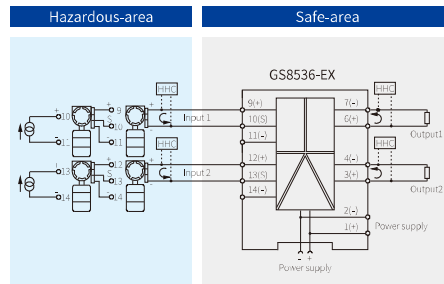 Hazardous-area
Safe-area
GS8536-EX
HHC
HHC
+ 10 + 9 + 9(+) 7(-)
S 10 Input 1 10(S) 6(+)
- 11 11 - 11(-) Output1
HHC
HHC
13 + 12 + 12(+) 4(-)
S 13 Input 2 13(S) 3(+)
- 14 14 - 14(-) Output2
2(-)
1(+) Power supply
- +
Power supply